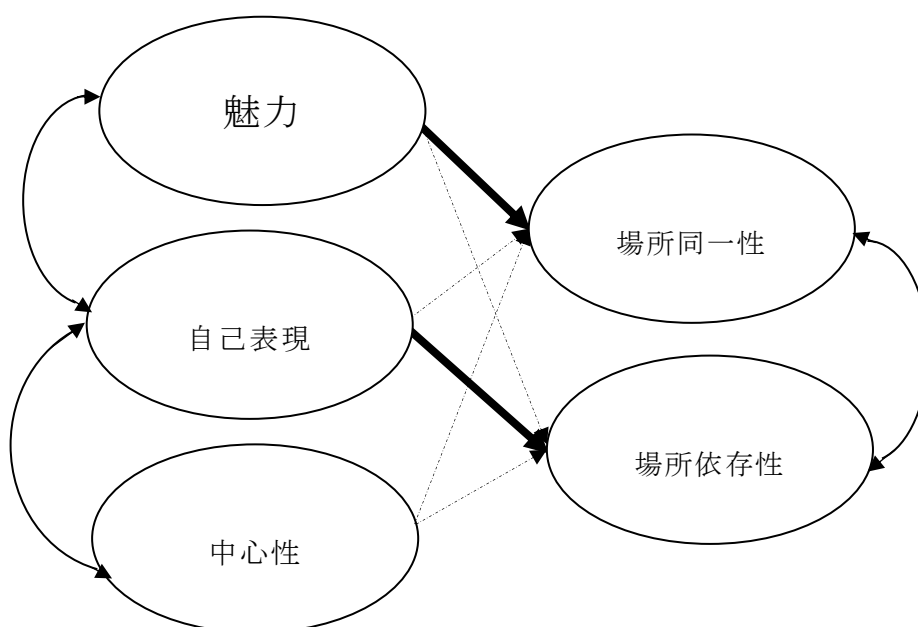 魅力
場所同一性
自己表現
場所依存性
中心性